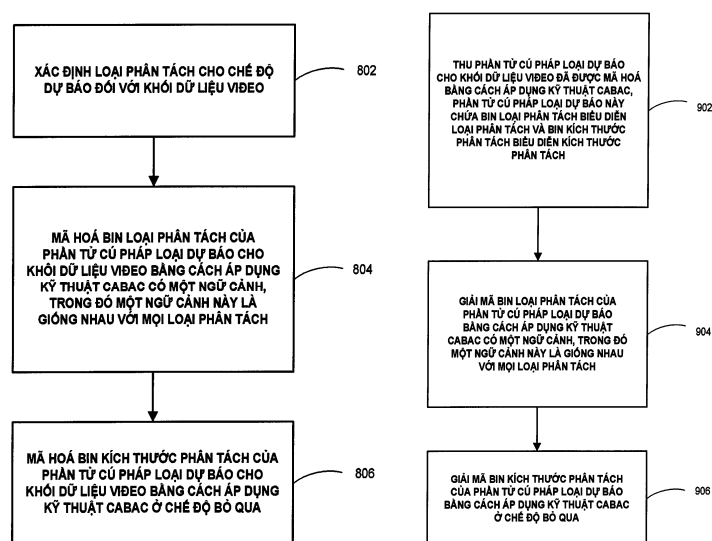 XÁC ĐỊNH LOẠI PHÂN TÁCH CHO CHẾ ĐỘ
DỰ BÁO ĐỐI VỚI KHỐI DỮ LIỆU VIĐEO
802
MÃ HOÁ BIN LOẠI PHÂN TÁCH CỦA
PHẦN TỬ CÚ PHÁP LOẠI DỰ BÁO CHO
KHỐI DỮ LIỆU VIĐEO BẰNG CÁCH ÁP DỤNG
KỸ THUẬT CABAC CÓ MỘT NGỮ CẢNH,
TRONG ĐÓ MỘT NGỮ CẢNH NÀY LÀ
GIỐNG NHAU VỚI MỌI LOẠI PHÂN TÁCH
804
MÃ HOÁ BIN KÍCH THƯỚC PHÂN TÁCH CỦA
PHẦN TỬ CÚ PHÁP LOẠI DỰ BÁO CHO
KHỐI DỮ LIỆU VIĐEO BẰNG CÁCH ÁP DỤNG
KỸ THUẬT CABAC Ở CHẾ ĐỘ BỎ QUA
806
THU PHẦN TỬ CÚ PHÁP LOẠI DỰ BÁO
CHO KHỐI DỮ LIỆU VIĐEO ĐÃ ĐƯỢC MÃ HOÁ
BẰNG CÁCH ÁP DỤNG KỸ THUẬT CABAC,
PHẦN TỬ CÚ PHÁP LOẠI DỰ BÁO NÀY
CHỨA BIN LOẠI PHÂN TÁCH BIỂU DIỄN
LOẠI PHÂN TÁCH VÀ BIN KÍCH THƯỚC
PHÂN TÁCH BIỂU DIỄN KÍCH THƯỚC
PHÂN TÁCH
902
GIẢI MÃ BIN LOẠI PHÂN TÁCH CỦA
PHẦN TỬ CÚ PHÁP LOẠI DỰ BÁO
BẰNG CÁCH ÁP DỤNG KỸ THUẬT
CABAC CÓ MỘT NGỮ CẢNH, TRONG ĐÓ
MỘT NGỮ CẢNH NÀY LÀ GIỐNG NHAU
VỚI MỌI LOẠI PHÂN TÁCH
904
GIẢI MÃ BIN KÍCH THƯỚC PHÂN TÁCH
CỦA PHẦN TỬ CÚ PHÁP LOẠI DỰ BÁO
BẰNG CÁCH ÁP DỤNG KỸ THUẬT CABAC
Ở CHẾ ĐỘ BỎ QUA
906